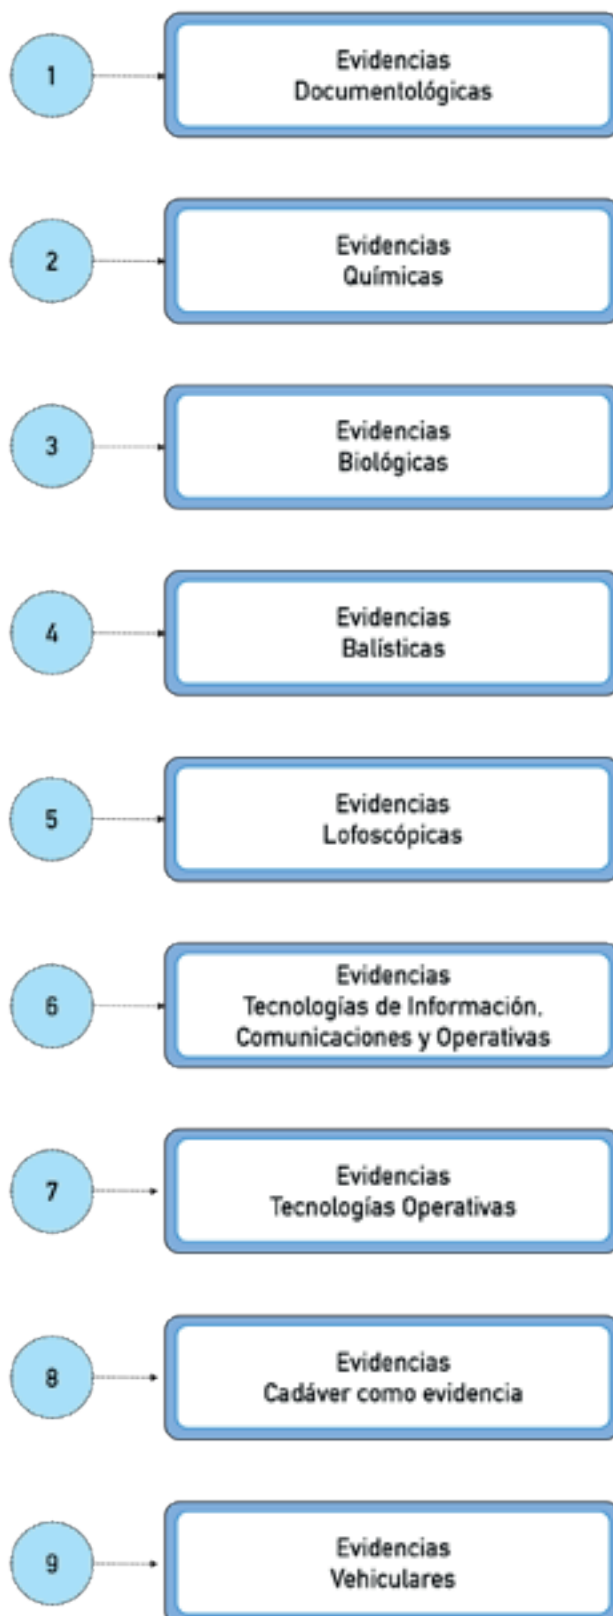 1
Evidencias
Documentológicas
2
Evidencias
Químicas
3
Evidencias
Biológicas
4
Evidencias
Balísticas
5
Evidencias
Lofoscópicas
6
Evidencias
Tecnologías de Información,
Comunicaciones y Operativas
7
Evidencias
Tecnologías Operativas
8
Evidencias
Cadáver como evidencia
9
Evidencias
Vehiculares